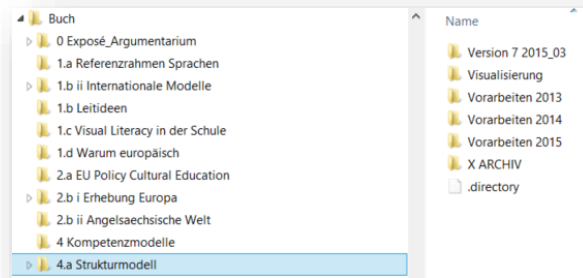 Buch
0 Exposé_Argumentarium
1.a Referenzrahmen Sprachen
1.b ii Internationale Modelle
1.b Leitideen
1.c Visual Literacy in der Schule
1.d Warum europäisch
2.a EU Policy Cultural Education
2.b i Erhebung Europa
2.b ii Angelsaechsische Welt
4 Kompetenzmodelle
4.a Strukturmodell
Name
Version 7 2015_03
Visualisierung
Vorarbeiten 2013
Vorarbeiten 2014
Vorarbeiten 2015
X ARCHIV
.directory